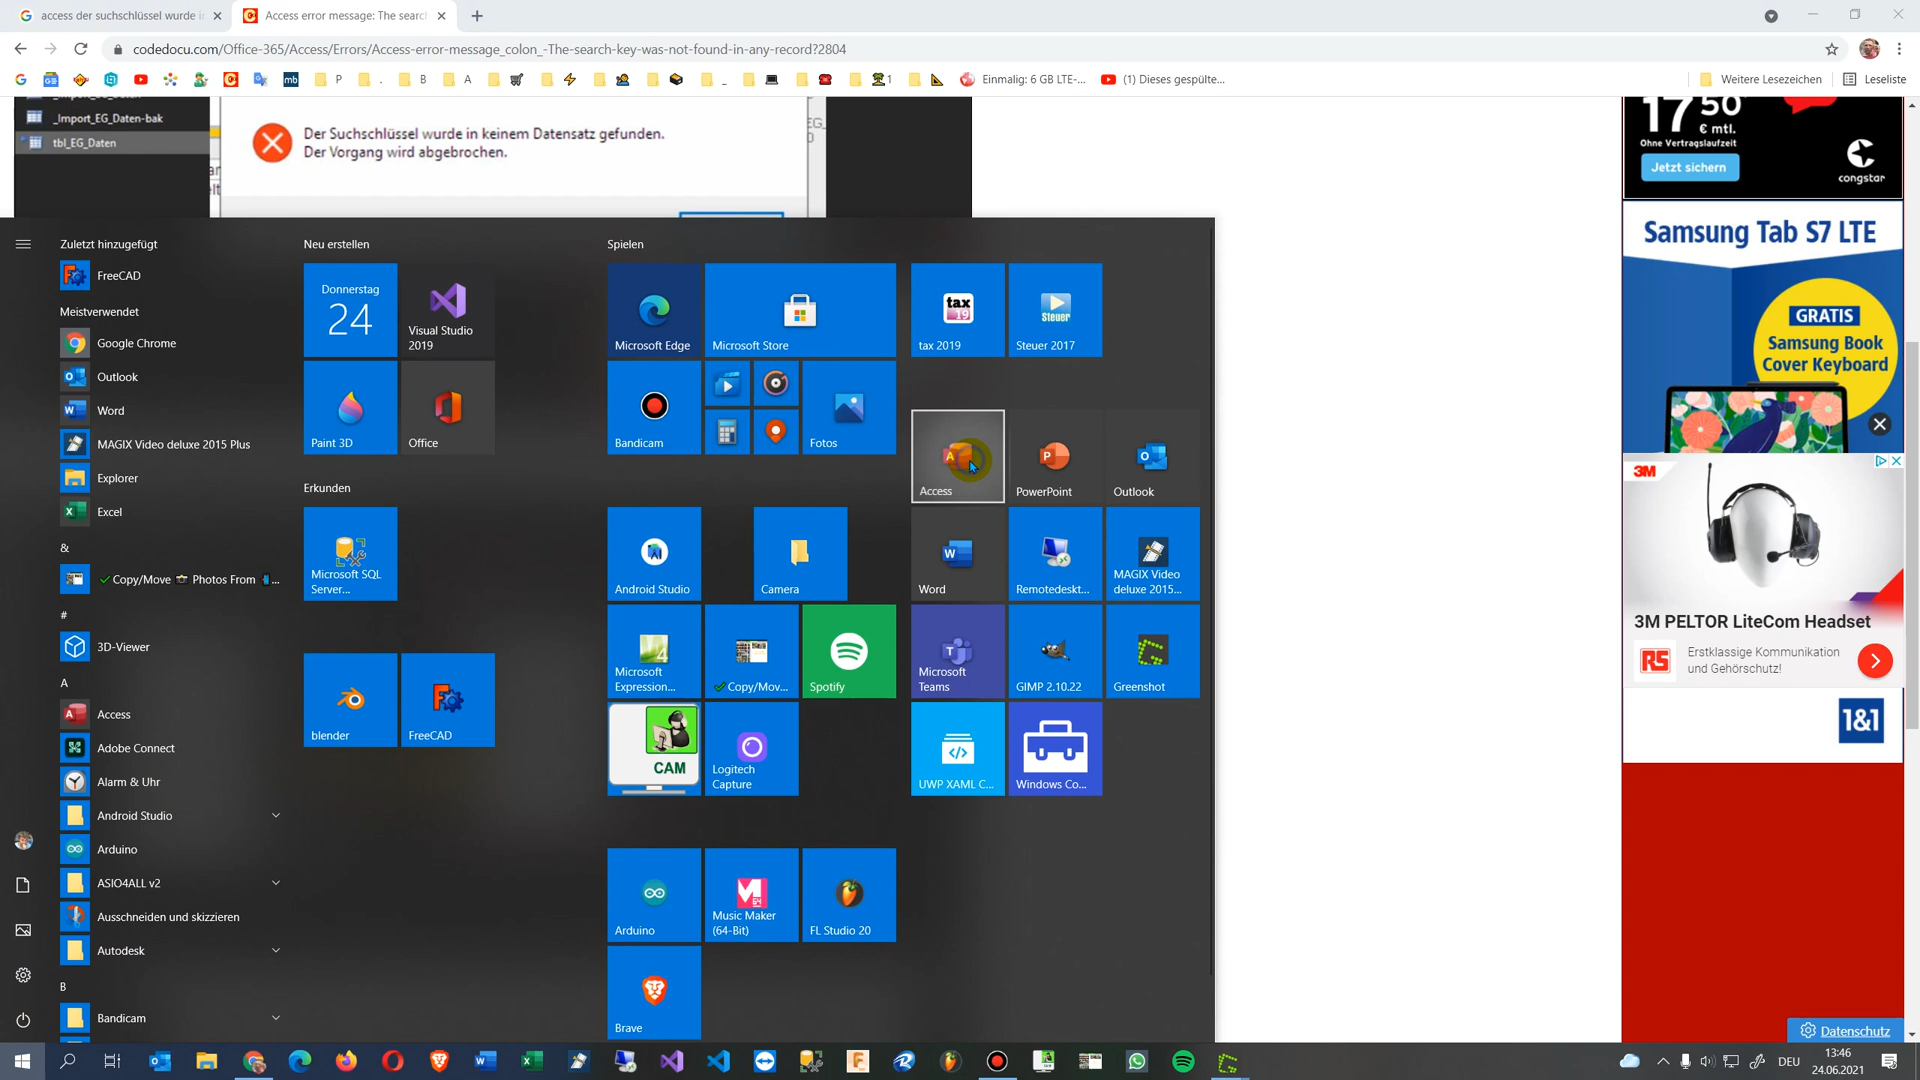 access der suchschlüssel wurde i
Access error message: The searc
codedocu.com/Office-365/Access/Errors/Access-error-message_colon_-The-search-key-was-not-found-in-any-record?2804
P
.
B
A
_
1
Einmalig: 6 GB LTE-...
(1) Dieses gespülte...
Weitere Lesezeichen
Leseliste
_Import_EG_Daten-bak
tbl_EG_Daten
Der Suchschlüssel wurde in keinem Datensatz gefunden.
Der Vorgang wird abgebrochen.
17 50
€ mtl.
Ohne Vertragslaufzeit
Jetzt sichern
congstar
Samsung Tab S7 LTE
GRATIS
Samsung Book
Cover Keyboard
3M
3M PELTOR LiteCom Headset
RS
Erstklassige Kommunikation
und Gehörschutz!
1&1
Datenschutz
Zuletzt hinzugefügt
FreeCAD
Meistverwendet
Google Chrome
Outlook
Word
MAGIX Video deluxe 2015 Plus
Explorer
Excel
&
Copy/Move Photos From ...
#
3D-Viewer
A
Access
Adobe Connect
Alarm & Uhr
Android Studio
Arduino
ASIO4ALL v2
Ausschneiden und skizzieren
Autodesk
B
Bandicam
Neu erstellen
Donnerstag
24
Visual Studio
2019
Paint 3D
Office
Erkunden
Microsoft SQL
Server...
blender
FreeCAD
Spielen
Microsoft Edge
Microsoft Store
Bandicam
Fotos
Android Studio
Camera
Microsoft
Expression...
Copy/Mov...
Spotify
CAM
Logitech
Capture
Arduino
Music Maker
(64-Bit)
FL Studio 20
Brave
tax
19
tax 2019
Steuer
Steuer 2017
Access
PowerPoint
Outlook
Word
Remotedeskt...
MAGIX Video
deluxe 2015...
Microsoft
Teams
GIMP 2.10.22
Greenshot
UWP XAML C...
Windows Co...
DEU
13:46
24.06.2021